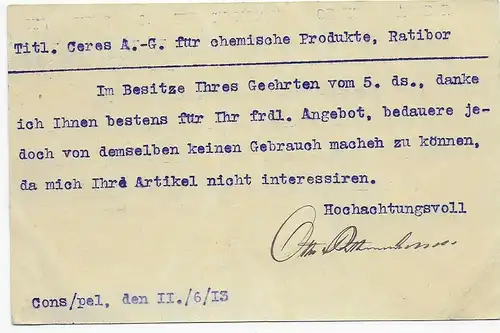 Titl. Ceres A.-G. für chemische Produkte, Ratibor
Im Besitze Ihres Geehrten vom 5. ds., danke
ich Ihnen bestens für Ihr frdl. Angebot, bedauere je-
doch von demselben keinen Gebrauch macheh zu können,
da mich Ihre Artikel nicht interessiren.
Hochachtungsvoll
Cons/pel, den II./6/I3